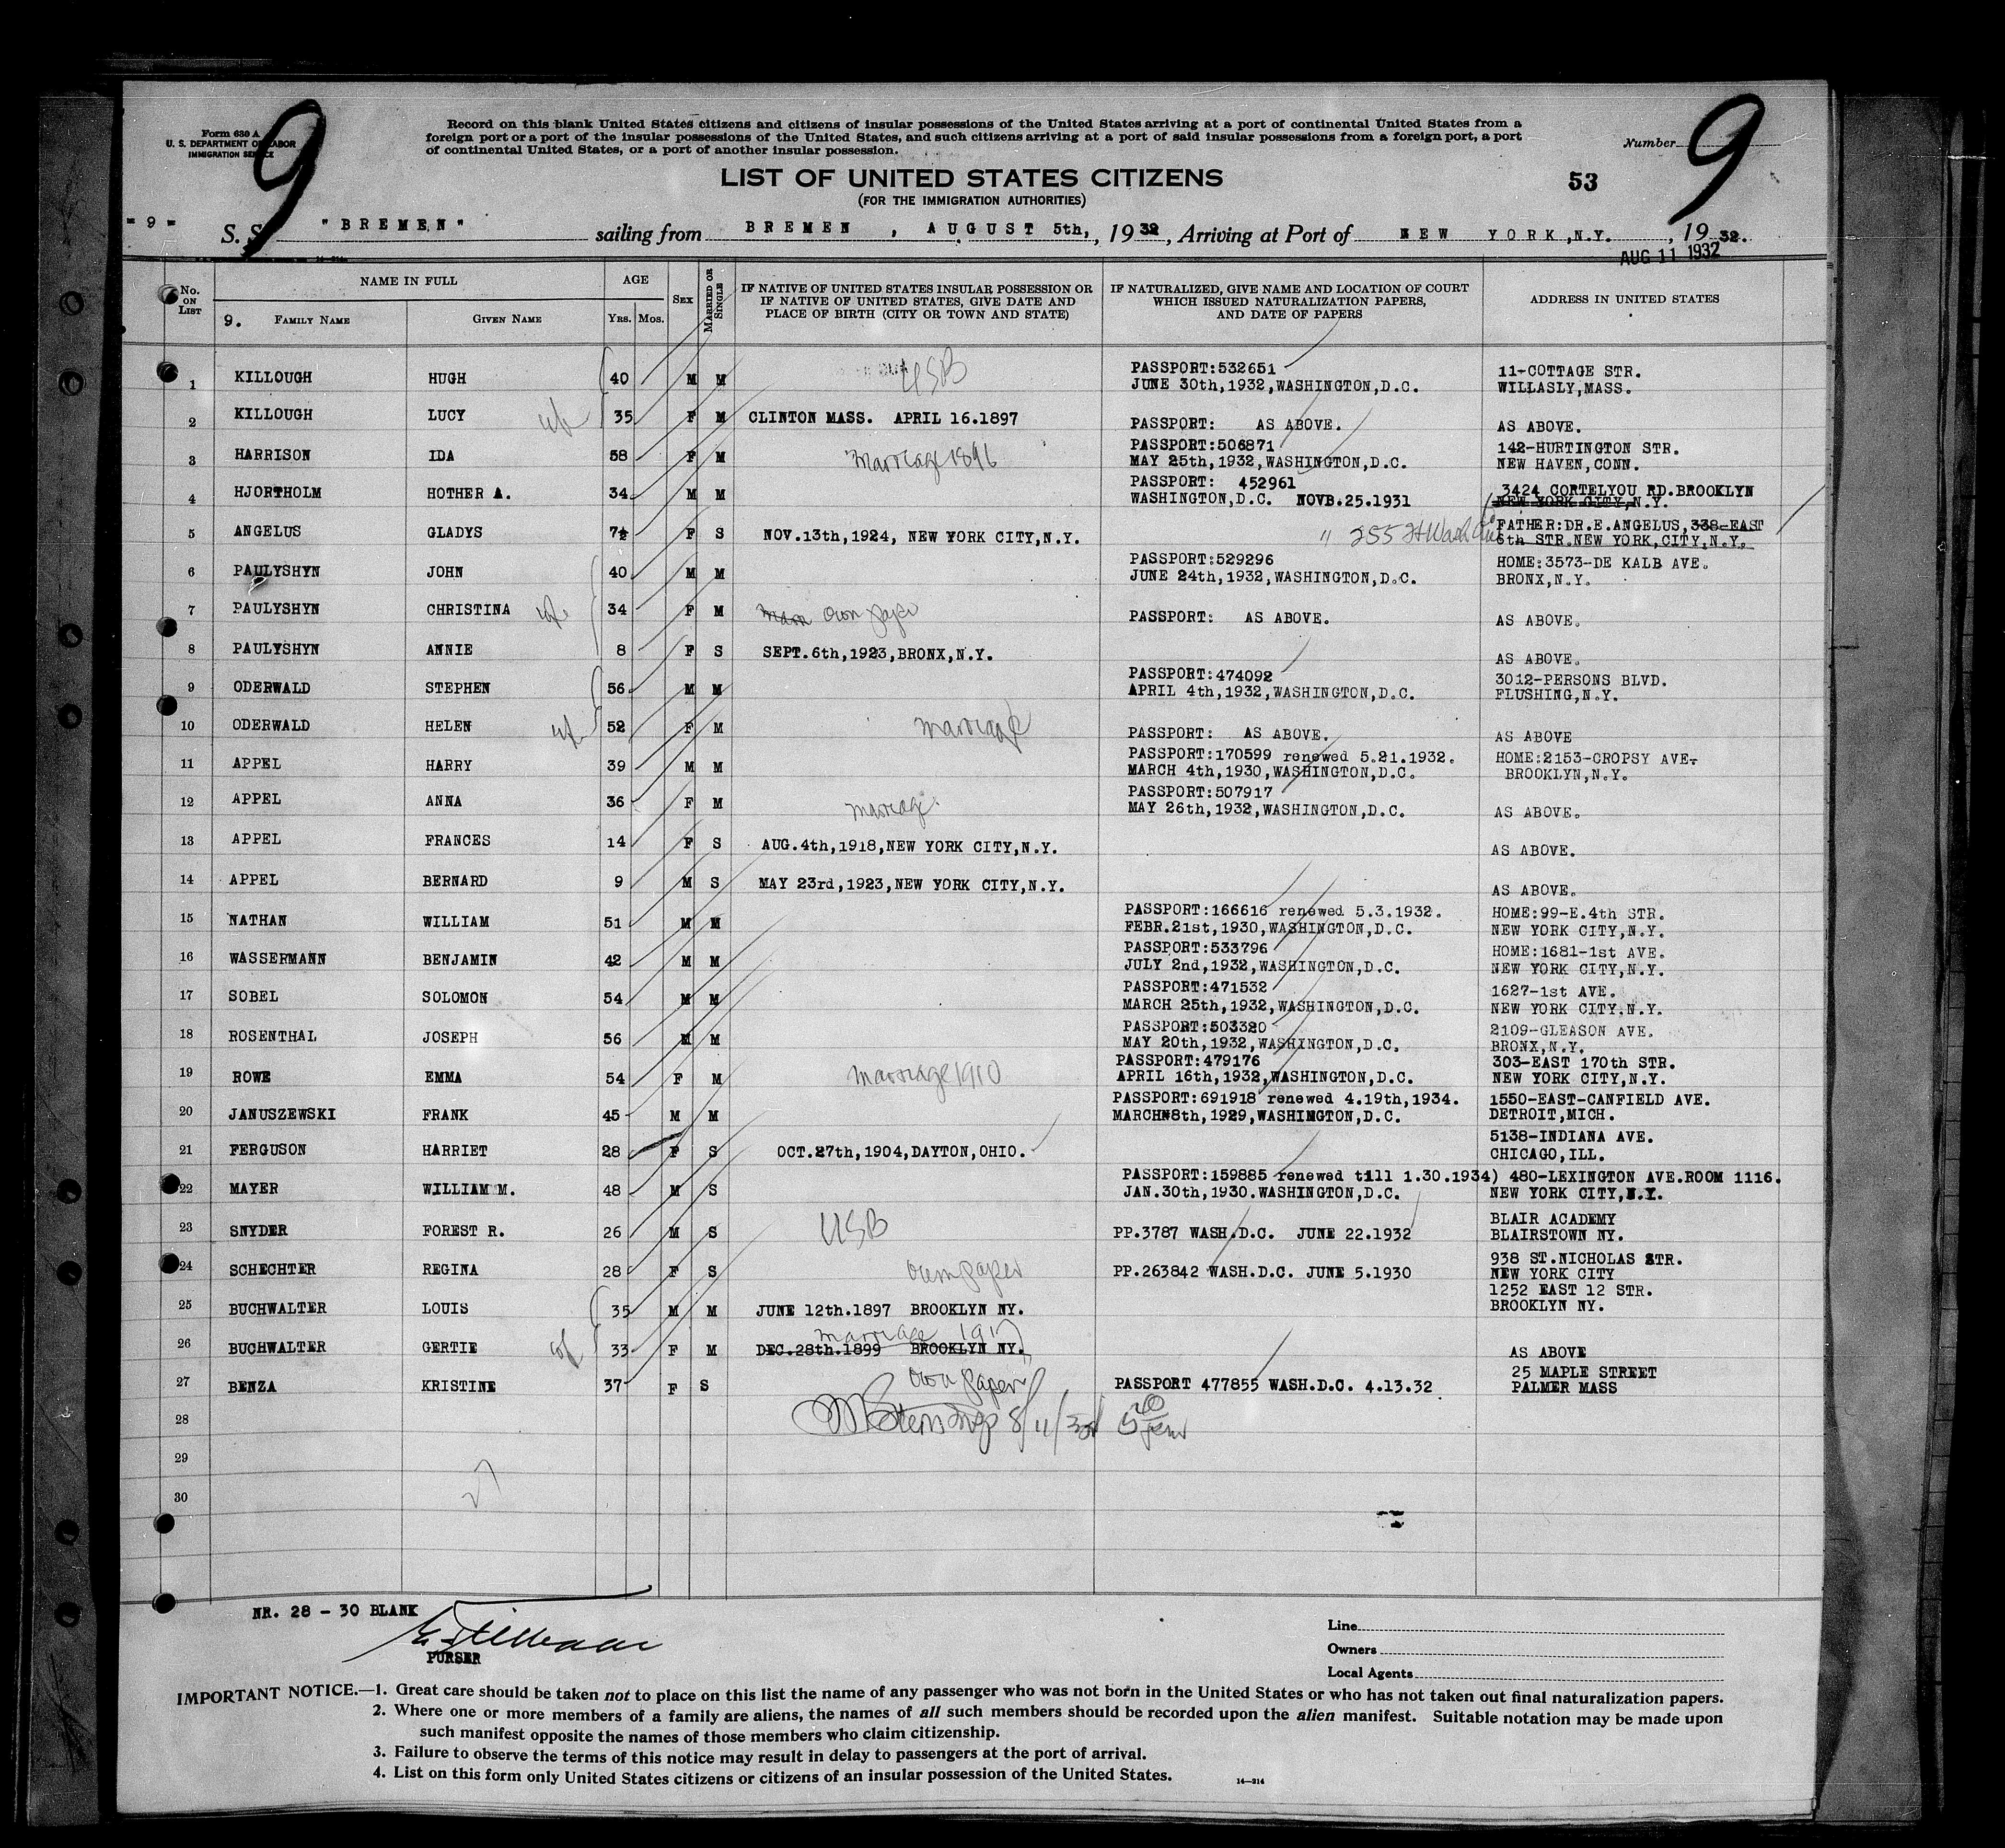 9
9
Form 630 A
U. S. DEPARTMENT OF LABOR
IMMIGRATION SERVICE
Record on this blank United States citizens and citizens of insular possessions of the United States arriving at a port of continental United States from a
foreign port or a port of the insular possessions of the United States, and such citizens arriving at a port of said insular possessions from a foreign port, a port
of continental United States, or a port of another insular possession.
Number
LIST OF UNITED STATES CITIZENS
53
(FOR THE IMMIGRATION AUTHORITIES)
- 9 -
S. S. "BREMEN" sailing from BREMEN, AUGUST 5th, , 1932, Arriving at Port of NEW YORK,N.Y. , 1932.
AUG 11 1932
No. ON LIST
NAME IN FULL
9. FAMILY NAME
GIVEN NAME
AGE
YRS. MOS.
SEX
MARRIED OR SINGLE
IF NATIVE OF UNITED STATES INSULAR POSSESSION OR
IF NATIVE OF UNITED STATES, GIVE DATE AND
PLACE OF BIRTH (CITY OR TOWN AND STATE)
IF NATURALIZED, GIVE NAME AND LOCATION OF COURT
WHICH ISSUED NATURALIZATION PAPERS,
AND DATE OF PAPERS
ADDRESS IN UNITED STATES
1 KILLOUGH HUGH 40 M M USB PASSPORT:532651 11-COTTAGE STR.
JUNE 30th,1932,WASHINGTON,D.C. WILLASLY,MASS.
2 KILLOUGH LUCY wf 35 F M CLINTON MASS. APRIL 16.1897 PASSPORT: AS ABOVE. AS ABOVE.
3 HARRISON IDA 58 F M Marriage 1896 PASSPORT:506871 142-HURTINGTON STR.
MAY 25th,1932,WASHINGTON,D.C. NEW HAVEN,CONN.
4 HJORTHOLM HOTHER A. 34 M M PASSPORT: 452961 3424 CORTELYOU RD.BROOKLYN
WASHINGTON,D.C. NOVB.25.1931 NEW YORK CITY,N.Y.
5 ANGELUS GLADYS 7½ F S NOV.13th,1924, NEW YORK CITY,N.Y. " 255 Ft Wash Ave FATHER:DR.E.ANGELUS,338-EAST
6th STR.NEW YORK,CITY,N.Y.
6 PAULYSHYN JOHN 40 M M PASSPORT:529296 HOME:3573-DE KALB AVE.
JUNE 24th,1932,WASHINGTON,D.C. BRONX,N.Y.
7 PAULYSHYN CHRISTINA wf. 34 F M own paper PASSPORT: AS ABOVE. AS ABOVE.
8 PAULYSHYN ANNIE 8 F S SEPT.6th,1923,BRONX,N.Y. AS ABOVE.
9 ODERWALD STEPHEN 56 M M PASSPORT:474092 3012-PERSONS BLVD.
APRIL 4th,1932,WASHINGTON,D.C. FLUSHING,N.Y.
10 ODERWALD HELEN wf. 52 F M marriage PASSPORT: AS ABOVE. AS ABOVE
11 APPEL HARRY 39 M M PASSPORT:170599 renewed 5.21.1932. HOME:2153-CROPSY AVE.
MARCH 4th,1930,WASHINGTON,D.C. BROOKLYN,N.Y.
12 APPEL ANNA 36 F M marriage PASSPORT:507917
MAY 26th,1932,WASHINGTON,D.C. AS ABOVE.
13 APPEL FRANCES 14 F S AUG.4th,1918,NEW YORK CITY,N.Y. AS ABOVE.
14 APPEL BERNARD 9 M S MAY 23rd,1923,NEW YORK CITY,N.Y. AS ABOVE.
15 NATHAN WILLIAM 51 M M PASSPORT:166616 renewed 5.3.1932. HOME:99-E.4th STR.
FEBR.21st,1930,WASHINGTON,D.C. NEW YORK CITY,N.Y.
16 WASSERMANN BENJAMIN 42 M M PASSPORT:533796 HOME:1681-1st AVE.
JULY 2nd,1932,WASHINGTON,D.C. NEW YORK CITY,N.Y.
17 SOBEL SOLOMON 54 M M PASSPORT:471532 1627-1st AVE.
MARCH 25th,1932,WASHINGTON,D.C. NEW YORK CITY.N.Y.
18 ROSENTHAL JOSEPH 56 M M PASSPORT:503320 2109-GLEASON AVE.
MAY 20th,1932,WASHINGTON,D.C. BRONX,N.Y.
19 ROWE EMMA 54 F M marriage 1910 PASSPORT:479176 303-EAST 170th STR.
APRIL 16th,1932,WASHINGTON,D.C. NEW YORK CITY,N.Y.
20 JANUSZEWSKI FRANK 45 M M PASSPORT:691918 renewed 4.19th,1934. 1550-EAST-CANFIELD AVE.
MARCH 8th,1929,WASHINGTON,D.C. DETROIT,MICH.
21 FERGUSON HARRIET 28 F S OCT.27th,1904,DAYTON,OHIO. 5138-INDIANA AVE.
CHICAGO,ILL.
22 MAYER WILLIAM M. 48 M S PASSPORT:159885 renewed till 1.30.1934) 480-LEXINGTON AVE.ROOM 1116.
JAN.30th,1930.WASHINGTON,D.C. NEW YORK CITY,N.Y.
23 SNYDER FOREST R. 26 M S USB PP.3787 WASH.D.C. JUNE 22.1932 BLAIR ACADEMY
BLAIRSTOWN NY.
24 SCHECHTER REGINA 28 F S own paper PP.263842 WASH.D.C. JUNE 5.1930 938 ST.NICHOLAS STR.
NEW YORK CITY
25 BUCHWALTER LOUIS 35 M M JUNE 12th.1897 BROOKLYN NY. 1252 EAST 12 STR.
BROOKLYN NY.
marriage 1917
26 BUCHWALTER GERTIE wf 33 F M DEC.28th.1899 BROOKLYN NY. AS ABOVE
27 BENZA KRISTINE 37 F S own paper PASSPORT 477855 WASH.D.C. 4.13.32 25 MAPLE STREET
PALMER MASS
28 8/11/32
29
30
27
NR. 28 - 30 BLANK
PURSER
Line
Owners
Local Agents
IMPORTANT NOTICE.—1. Great care should be taken not to place on this list the name of any passenger who was not born in the United States or who has not taken out final naturalization papers.
2. Where one or more members of a family are aliens, the names of all such members should be recorded upon the alien manifest. Suitable notation may be made upon
such manifest opposite the names of those members who claim citizenship.
3. Failure to observe the terms of this notice may result in delay to passengers at the port of arrival.
4. List on this form only United States citizens or citizens of an insular possession of the United States.
14—214